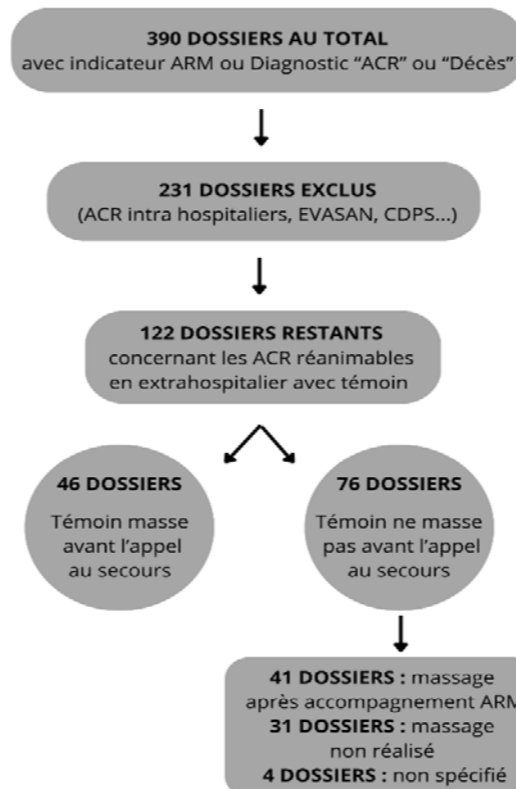 390 DOSSIERS AU TOTAL
avec indicateur ARM ou Diagnostic “ACR” ou “Décès”
231 DOSSIERS EXCLUS
(ACR intra hospitaliers, EVASAN, CDPS...)
122 DOSSIERS RESTANTS
concernant les ACR réanimables
en extrahospitalier avec témoin
46 DOSSIERS
Témoin masse
avant l’appel
au secours
76 DOSSIERS
Témoin ne masse
pas avant l’appel
au secours
41 DOSSIERS : massage
après accompagnement ARM
31 DOSSIERS : massage
non réalisé
4 DOSSIERS : non spécifié